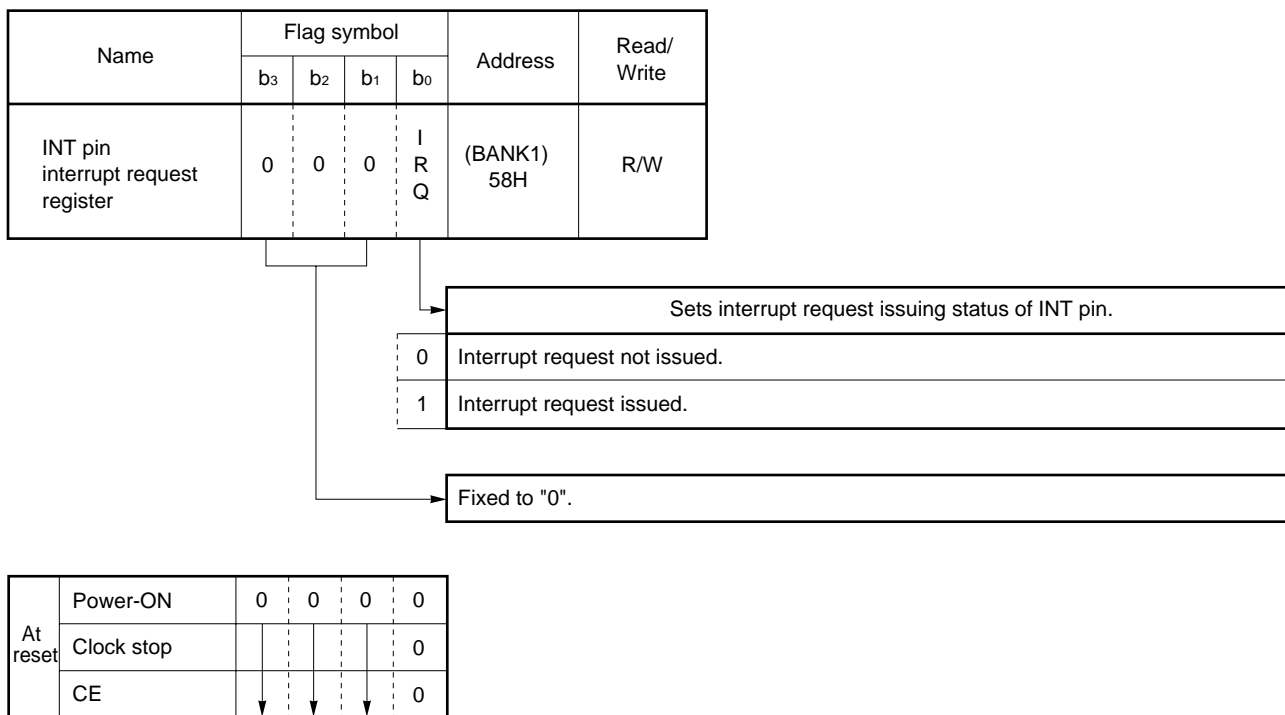 Name Flag symbol Address Read/
Write
b3 b2 b1 b0
INT pin
interrupt request
register
0 0 0 I
R
Q
(BANK1)
58H
R/W
Sets interrupt request issuing status of INT pin.
0 Interrupt request not issued.
1 Interrupt request issued.
Fixed to "0".
At
reset
Power-ON 0 0 0 0
Clock stop 0
CE 0